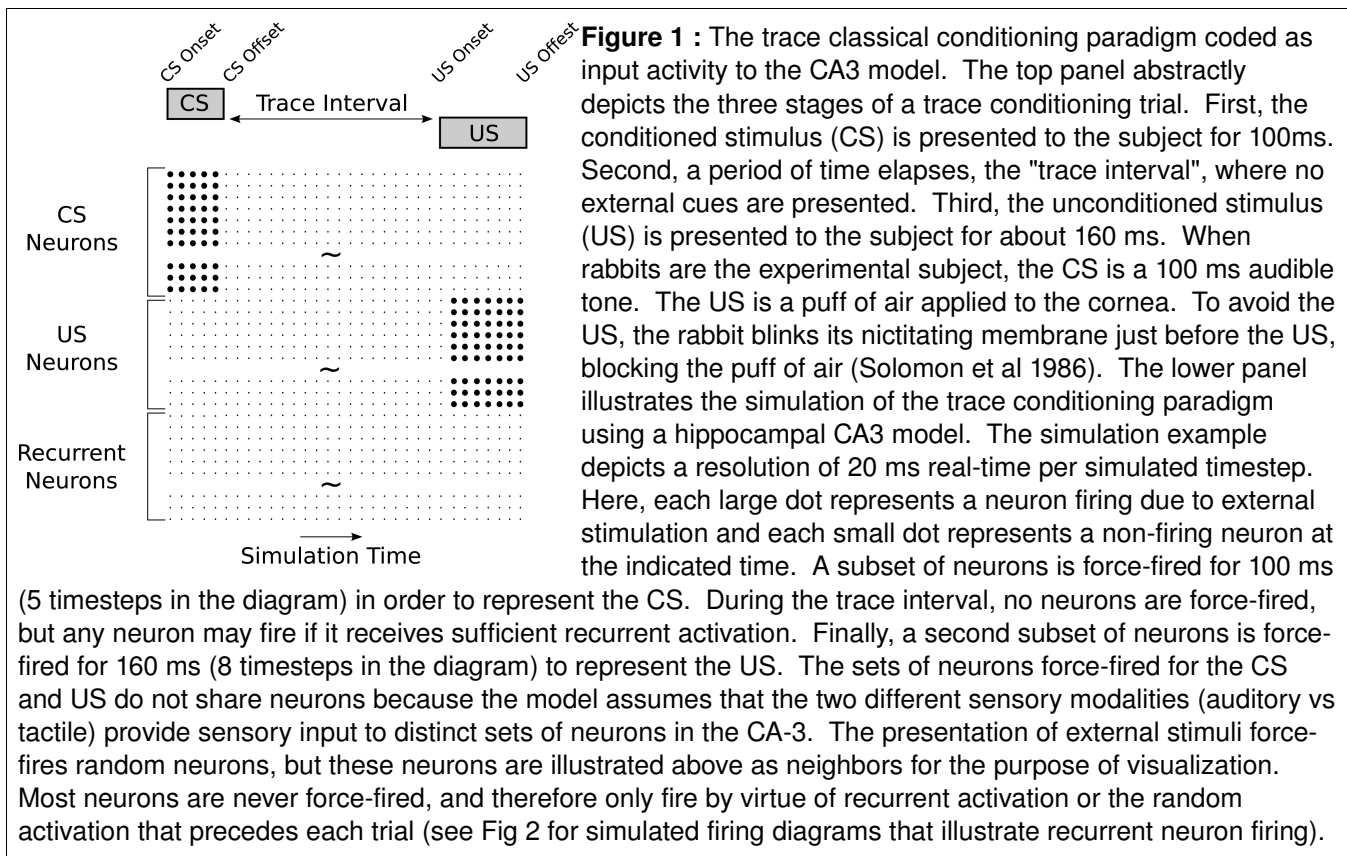 CS Onset
CS Offset
US Onset
US Offest
CS
Trace Interval
US
CS
Neurons
~
US
Neurons
~
Recurrent
Neurons
~
Simulation Time
Figure 1 : The trace classical conditioning paradigm coded as
input activity to the CA3 model. The top panel abstractly
depicts the three stages of a trace conditioning trial. First, the
conditioned stimulus (CS) is presented to the subject for 100ms.
Second, a period of time elapses, the "trace interval", where no
external cues are presented. Third, the unconditioned stimulus
(US) is presented to the subject for about 160 ms. When
rabbits are the experimental subject, the CS is a 100 ms audible
tone. The US is a puff of air applied to the cornea. To avoid the
US, the rabbit blinks its nictitating membrane just before the US,
blocking the puff of air (Solomon et al 1986). The lower panel
illustrates the simulation of the trace conditioning paradigm
using a hippocampal CA3 model. The simulation example
depicts a resolution of 20 ms real-time per simulated timestep.
Here, each large dot represents a neuron firing due to external
stimulation and each small dot represents a non-firing neuron at
the indicated time. A subset of neurons is force-fired for 100 ms
(5 timesteps in the diagram) in order to represent the CS. During the trace interval, no neurons are force-fired,
but any neuron may fire if it receives sufficient recurrent activation. Finally, a second subset of neurons is force-
fired for 160 ms (8 timesteps in the diagram) to represent the US. The sets of neurons force-fired for the CS
and US do not share neurons because the model assumes that the two different sensory modalities (auditory vs
tactile) provide sensory input to distinct sets of neurons in the CA-3. The presentation of external stimuli force-
fires random neurons, but these neurons are illustrated above as neighbors for the purpose of visualization.
Most neurons are never force-fired, and therefore only fire by virtue of recurrent activation or the random
activation that precedes each trial (see Fig 2 for simulated firing diagrams that illustrate recurrent neuron firing).